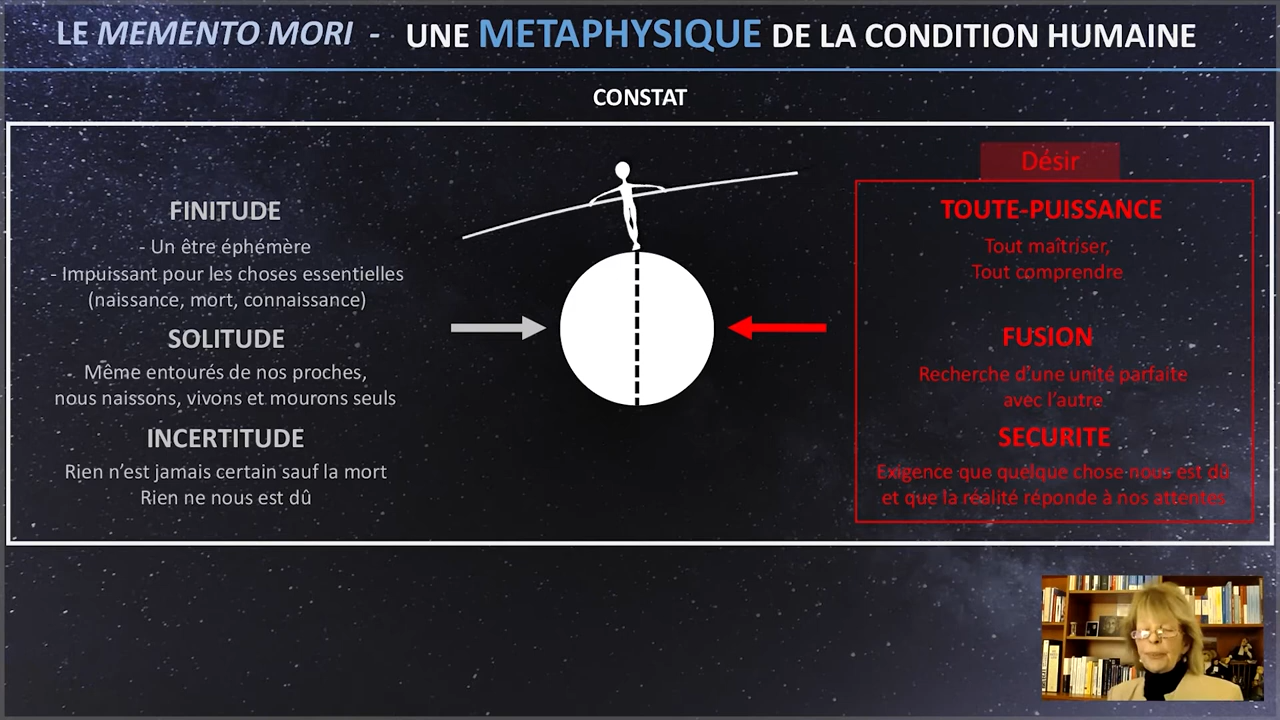 LE MEMENTO MORI - UNE METAPHYSIQUE DE LA CONDITION HUMAINE
CONSTAT
FINITUDE
- Un être éphémère
- Impuissant pour les choses essentielles
(naissance, mort, connaissance)
SOLITUDE
Même entourés de nos proches,
nous naissons, vivons et mourons seuls
INCERTITUDE
Rien n’est jamais certain sauf la mort
Rien ne nous est dû
Désir
TOUTE-PUISSANCE
Tout maîtriser,
Tout comprendre
FUSION
Recherche d’une unité parfaite
avec l’autre
SECURITE
Exigence que quelque chose nous est dû
et que la réalité réponde à nos attentes